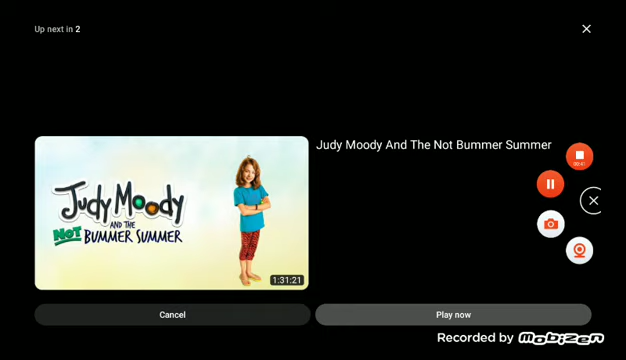 Up next in 2
Judy Moody And The Not Bummer Summer
JUDY MOODY
AND THE
NOT BUMMER SUMMER
1:31:21
Cancel
Play now
Recorded by Mobizen